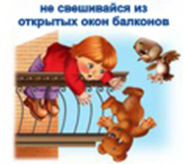 не свешивайся из
открытых окон балконов